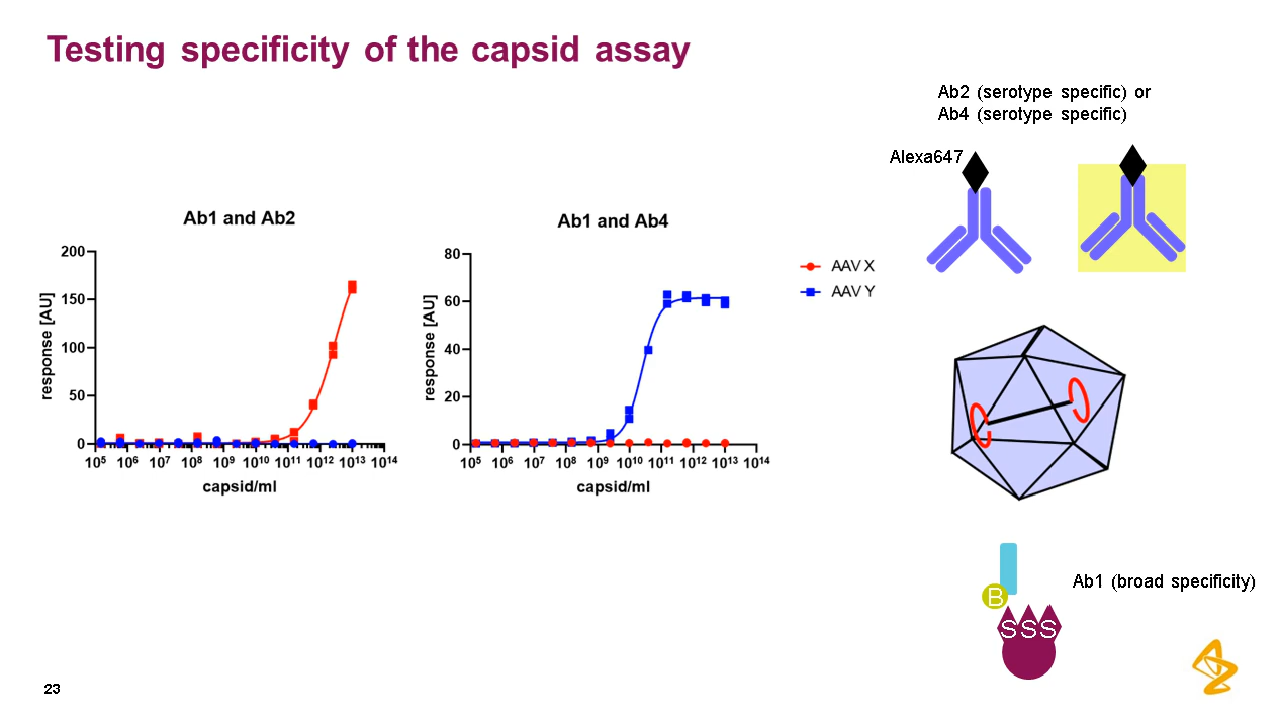 Testing specificity of the capsid assay
Ab2 (serotype specific) or
Ab4 (serotype specific)
Alexa647
Ab1 and Ab2
200
150
100
50
0
response [AU]
10⁵ 10⁶ 10⁷ 10⁸ 10⁹ 10¹⁰ 10¹¹ 10¹² 10¹³ 10¹⁴
capsid/ml
Ab1 and Ab4
80
60
40
20
0
response [AU]
10⁵ 10⁶ 10⁷ 10⁸ 10⁹ 10¹⁰ 10¹¹ 10¹² 10¹³ 10¹⁴
capsid/ml
AAV X
AAV Y
Ab1 (broad specificity)
B
SSS
23